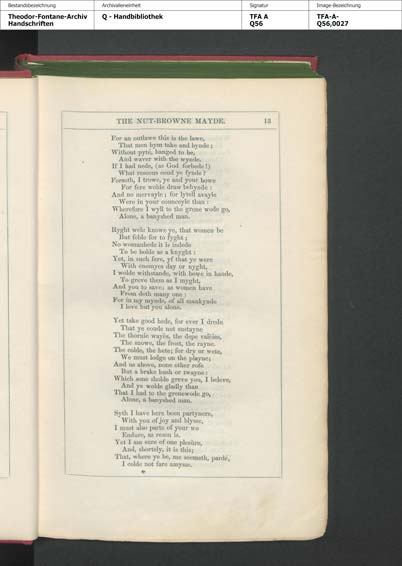 Bestandsbezeichnung
Theodor-Fontane-Archiv
Handschriften
Archivalieneinheit
Q - Handbibliothek
Signatur
TFA A
Q56
Image-Bezeichnung
TFA-A-
Q56,0027
THE NUT-BROWNE MAYDE. 13
For an outlawe this is the lawe,
That men hym take and bynde;
Without pyté, hanged to be,
And waver with the wynde.
If I had nede, (as God forbede!)
What rescous coud ye fynde?
Forsoth, I trowe, ye and your bowe
For fere wolde draw behynde:
And no mervayle; for lytell avayle
Were in your counceyle than:
Wherefore I wyll to the grene wode go,
Alone, a banyshed man.
Ryght wele knowe ye, that women be
But feble for to fyght;
No womanhede it is indede
To be bolde as a knyght:
Yet, in such fere, yf that ye were
With enemyes day or nyght,
I wolde withstande, with bowe in hande,
To greve them as I myght,
And you to save; as women have
From deth many one:
For in my mynde, of all mankynde
I love but you alone.
Yet take good hede, for ever I drede
That ye coude not sustayne
The thornie wayes, the depe valèies,
The snowe, the frost, the rayne.
The colde, the hete; for dry or wete,
We must lodge on the playne;
And us above, none other rofe
But a brake bush or twayne:
Which sone sholde greve you, I beleve,
And ye wolde gladly than
That I had to the grenewode go,
Alone, a banyshed man.
Syth I have here been partynere,
With you of joy and blysse,
I must also parte of your wo
Endure, as reson is.
Yet I am sure of one plesùre,
And, shortely, it is this;
That, where ye be, me seemeth, pardé,
I colde not fare amysse.